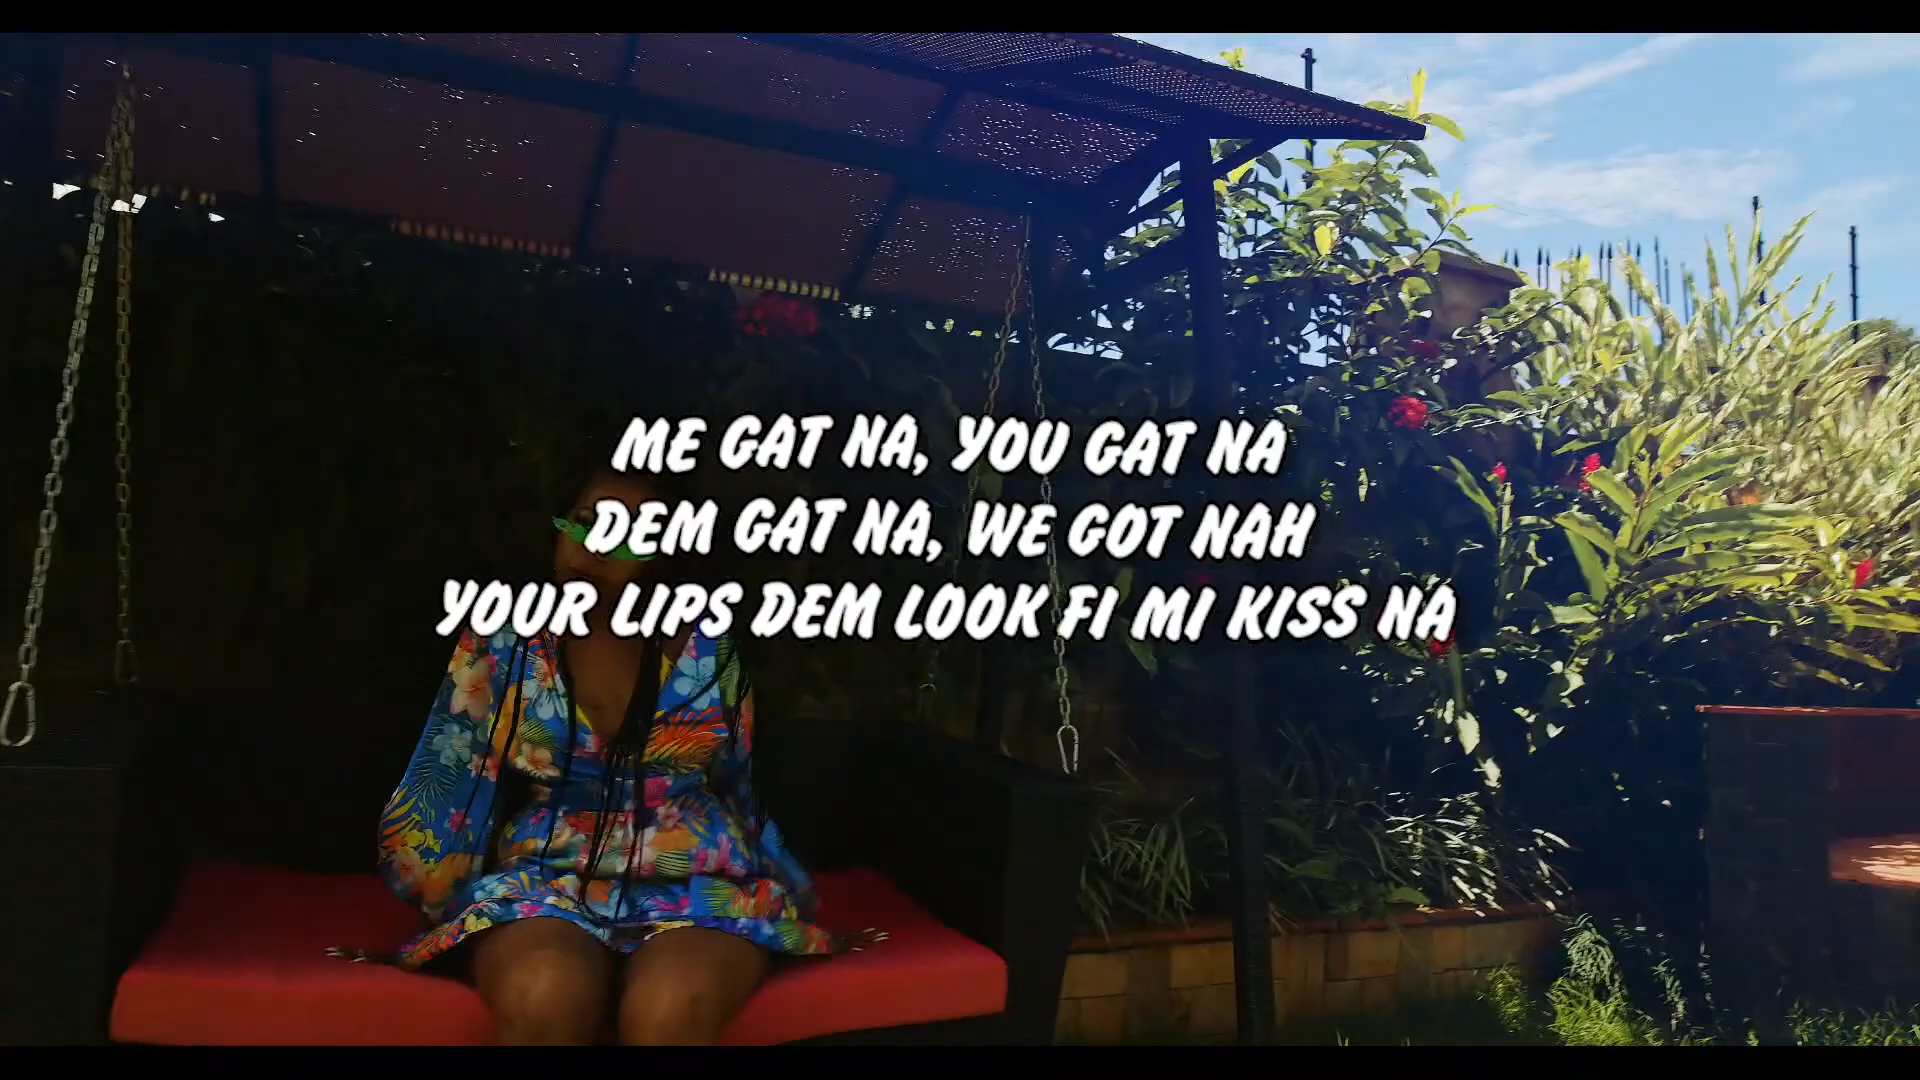 ME GAT NA, YOU GAT NA
DEM GAT NA, WE GOT NAH
YOUR LIPS DEM LOOK FI MI KISS NA